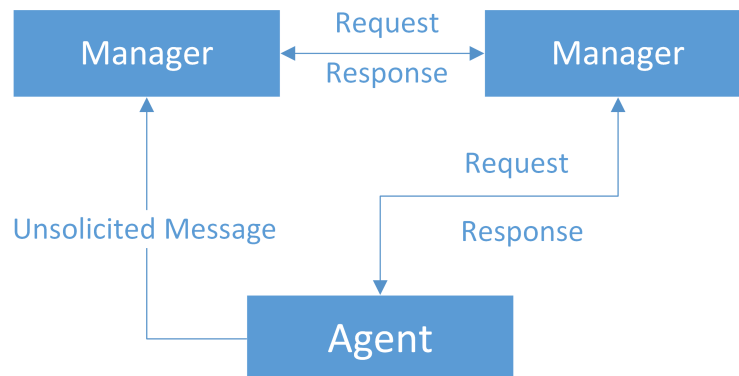 Manager
Request
Response
Manager
Request
Response
Unsolicited Message
Agent